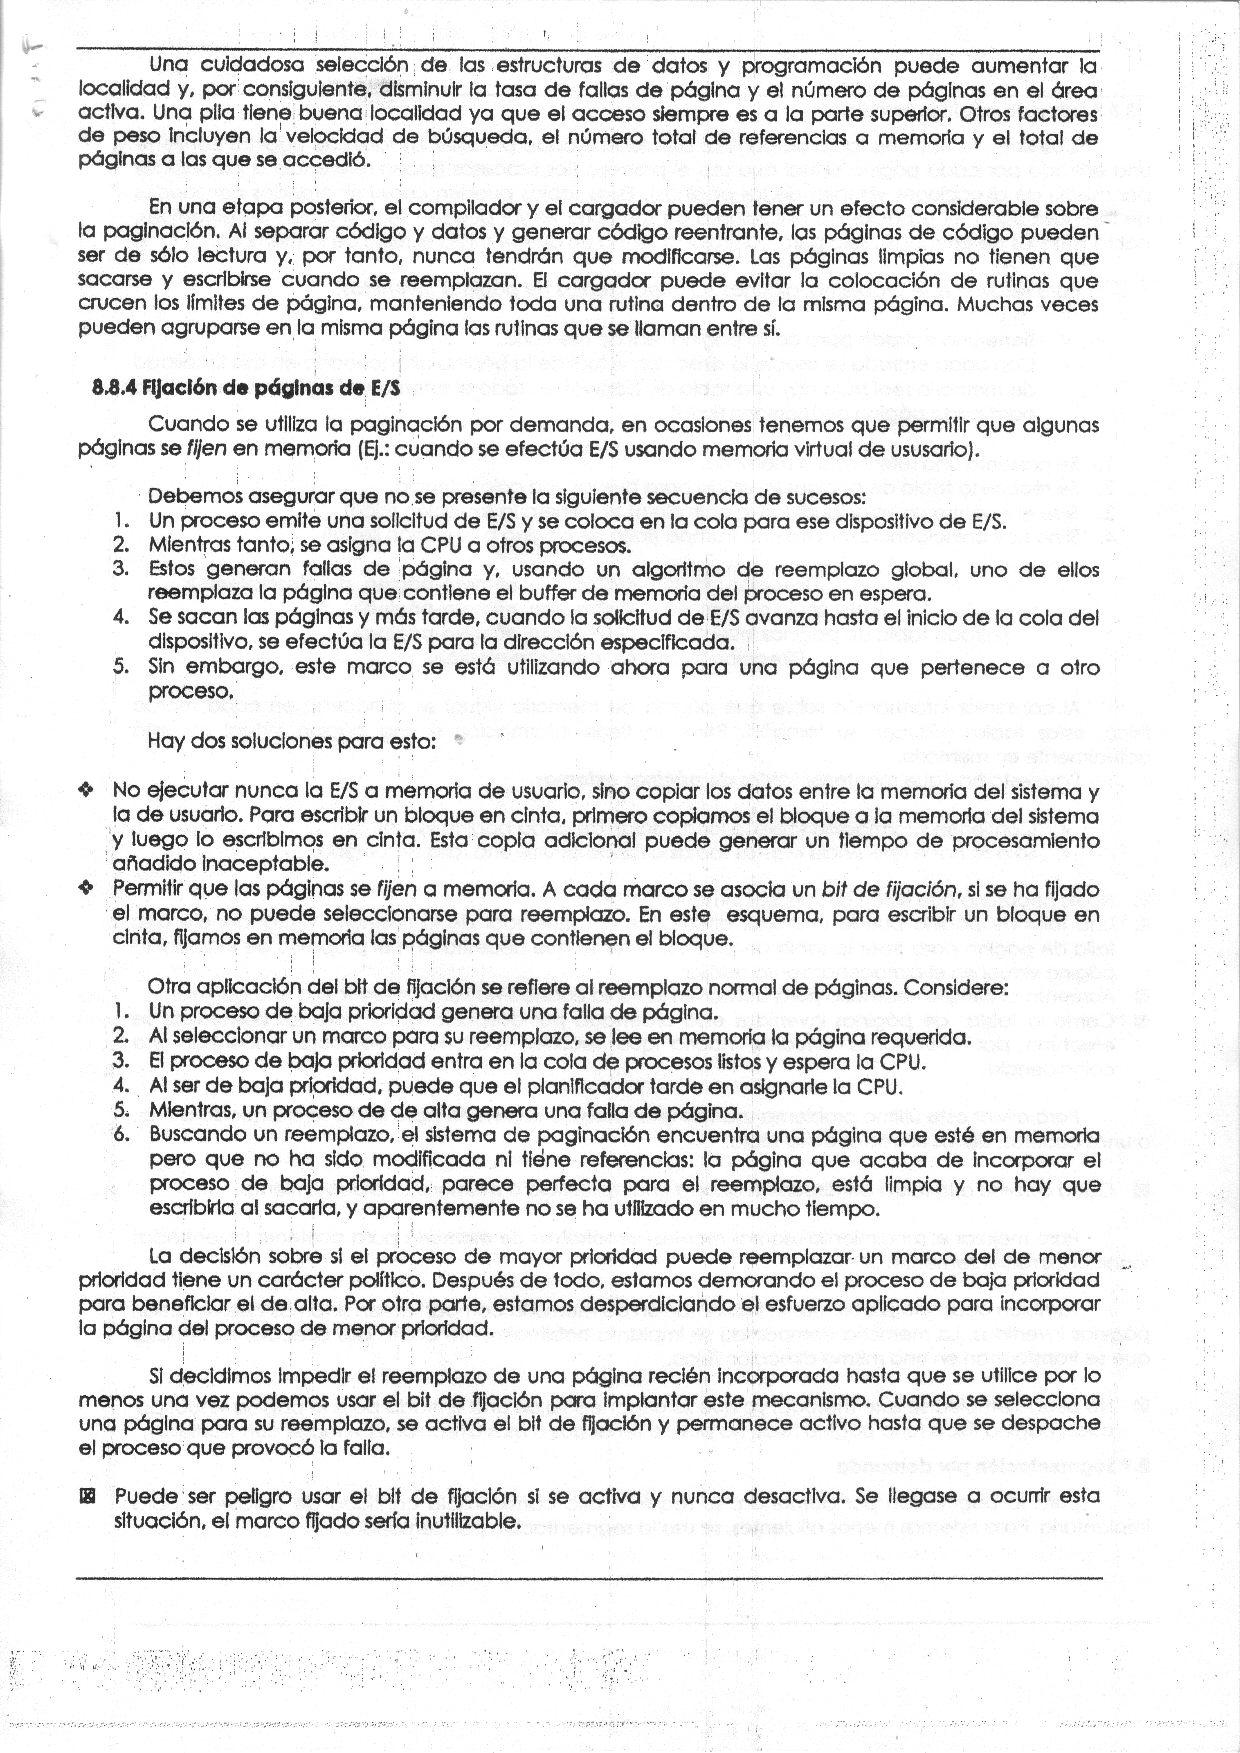 Una cuidadosa selección de las estructuras de datos y programación puede aumentar la
localidad y, por consiguiente, disminuir la tasa de fallas de página y el número de páginas en el área
activa. Una pila tiene buena localidad ya que el acceso siempre es a la parte superior. Otros factores
de peso incluyen la velocidad de búsqueda, el número total de referencias a memoria y el total de
páginas a las que se accedió.
En una etapa posterior, el compilador y el cargador pueden tener un efecto considerable sobre
la paginación. Al separar código y datos y generar código reentrante, las páginas de código pueden
ser de sólo lectura y, por tanto, nunca tendrán que modificarse. Las páginas limpias no tienen que
sacarse y escribirse cuando se reemplazan. El cargador puede evitar la colocación de rutinas que
crucen los límites de página, manteniendo toda una rutina dentro de la misma página. Muchas veces
pueden agruparse en la misma página las rutinas que se llaman entre sí.
8.8.4 Fijación de páginas de E/S
Cuando se utiliza la paginación por demanda, en ocasiones tenemos que permitir que algunas
páginas se fijen en memoria (Ej.: cuando se efectúa E/S usando memoria virtual de ususario).
Debemos asegurar que no se presente la siguiente secuencia de sucesos:
1. Un proceso emite una solicitud de E/S y se coloca en la cola para ese dispositivo de E/S.
2. Mientras tanto, se asigna la CPU a otros procesos.
3. Estos generan fallas de página y, usando un algoritmo de reemplazo global, uno de ellos
reemplaza la página que contiene el buffer de memoria del proceso en espera.
4. Se sacan las páginas y más tarde, cuando la solicitud de E/S avanza hasta el inicio de la cola del
dispositivo, se efectúa la E/S para la dirección especificada.
5. Sin embargo, este marco se está utilizando ahora para una página que pertenece a otro
proceso.
Hay dos soluciones para esto:
❖ No ejecutar nunca la E/S a memoria de usuario, sino copiar los datos entre la memoria del sistema y
la de usuario. Para escribir un bloque en cinta, primero copiamos el bloque a la memoria del sistema
y luego lo escribimos en cinta. Esta copia adicional puede generar un tiempo de procesamiento
añadido inaceptable.
❖ Permitir que las páginas se fijen a memoria. A cada marco se asocia un bit de fijación, si se ha fijado
el marco, no puede seleccionarse para reemplazo. En este esquema, para escribir un bloque en
cinta, fijamos en memoria las páginas que contienen el bloque.
Otra aplicación del bit de fijación se refiere al reemplazo normal de páginas. Considere:
1. Un proceso de baja prioridad genera una falla de página.
2. Al seleccionar un marco para su reemplazo, se lee en memoria la página requerida.
3. El proceso de baja prioridad entra en la cola de procesos listos y espera la CPU.
4. Al ser de baja prioridad, puede que el planificador tarde en asignarle la CPU.
5. Mientras, un proceso de de alta genera una falla de página.
6. Buscando un reemplazo, el sistema de paginación encuentra una página que esté en memoria
pero que no ha sido modificada ni tiene referencias: la página que acaba de incorporar el
proceso de baja prioridad, parece perfecta para el reemplazo, está limpia y no hay que
escribirla al sacarla, y aparentemente no se ha utilizado en mucho tiempo.
La decisión sobre si el proceso de mayor prioridad puede reemplazar un marco del de menor
prioridad tiene un carácter político. Después de todo, estamos demorando el proceso de baja prioridad
para beneficiar el de alta. Por otra parte, estamos desperdiciando el esfuerzo aplicado para incorporar
la página del proceso de menor prioridad.
Si decidimos impedir el reemplazo de una página recién incorporada hasta que se utilice por lo
menos una vez podemos usar el bit de fijación para implantar este mecanismo. Cuando se selecciona
una página para su reemplazo, se activa el bit de fijación y permanece activo hasta que se despache
el proceso que provocó la falla.
Puede ser peligro usar el bit de fijación si se activa y nunca desactiva. Se llegase a ocurrir esta
situación, el marco fijado sería inutilizable.